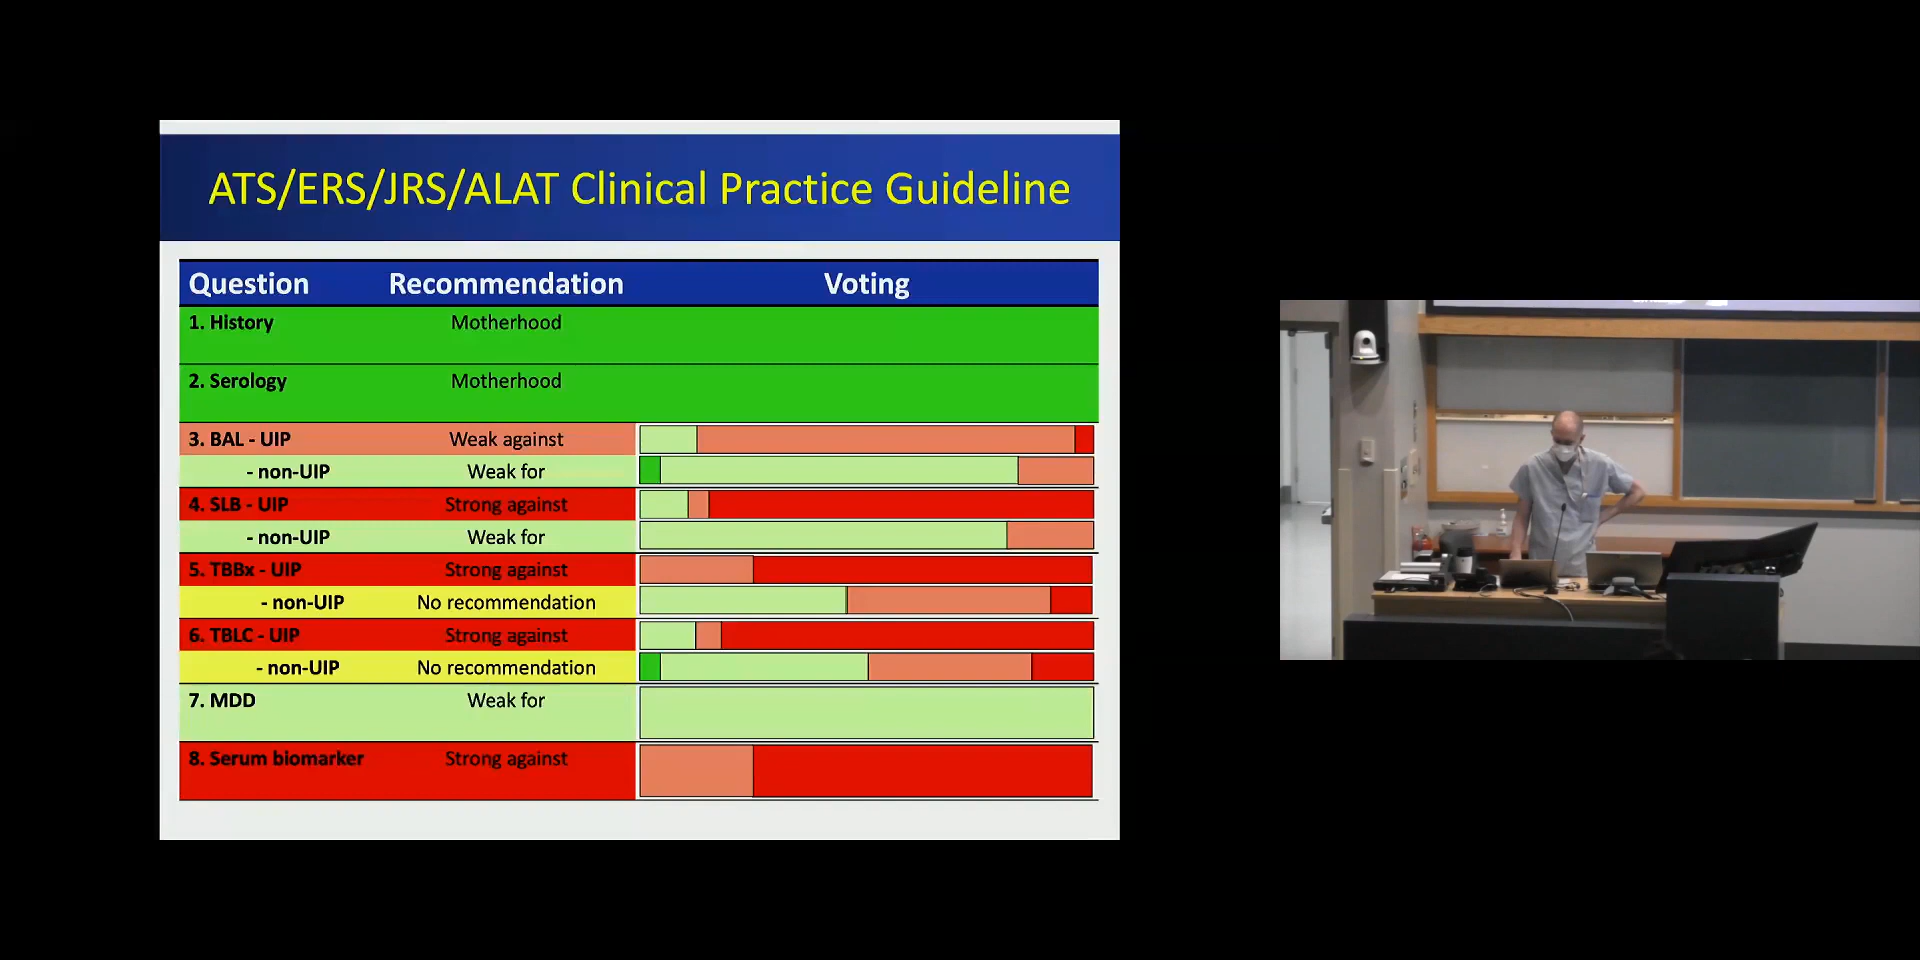 ATS/ERS/JRS/ALAT Clinical Practice Guideline
Question Recommendation Voting
1. History Motherhood
2. Serology Motherhood
3. BAL - UIP Weak against
- non-UIP Weak for
4. SLB - UIP Strong against
- non-UIP Weak for
5. TBBx - UIP Strong against
- non-UIP No recommendation
6. TBLC - UIP Strong against
- non-UIP No recommendation
7. MDD Weak for
8. Serum biomarker Strong against